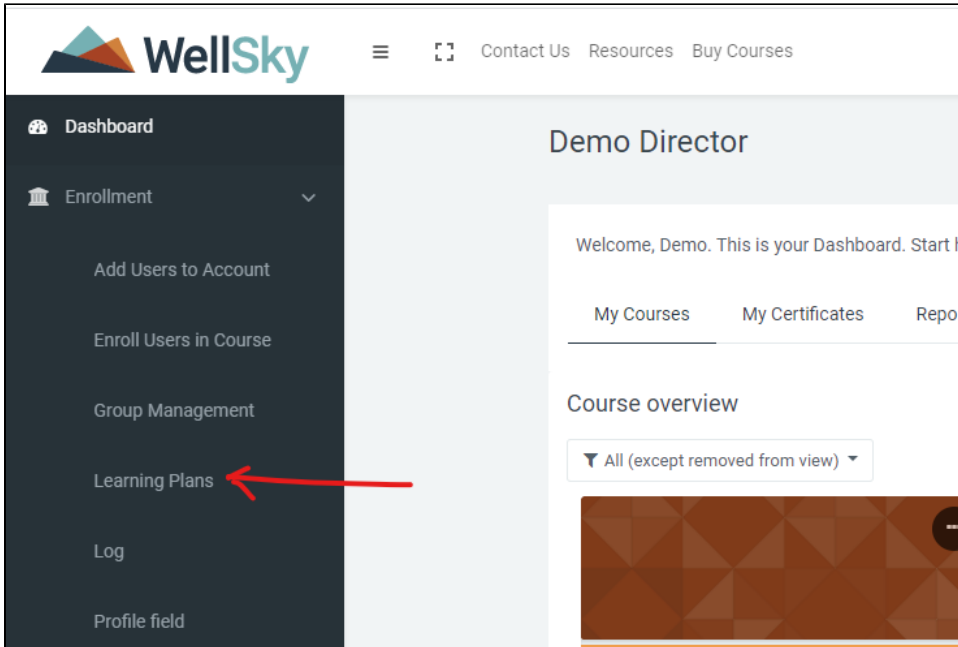 WellSky
Contact Us Resources Buy Courses
Dashboard
Enrollment
Add Users to Account
Enroll Users in Course
Group Management
Learning Plans
Log
Profile field
Demo Director
Welcome, Demo. This is your Dashboard. Start
My Courses My Certificates Repo
Course overview
All (except removed from view)